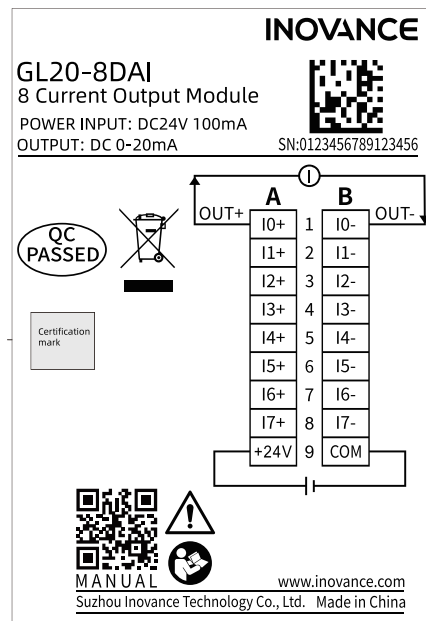 INOVANCE
GL20-8DAI
8 Current Output Module
POWER INPUT: DC24V 100mA
OUTPUT: DC 0-20mA
SN:0123456789123456
QC
PASSED
Certification
mark
I
A B
OUT+ I0+ 1 I0- OUT-
I1+ 2 I1-
I2+ 3 I2-
I3+ 4 I3-
I4+ 5 I4-
I5+ 6 I5-
I6+ 7 I6-
I7+ 8 I7-
+24V 9 COM
MANUAL
www.inovance.com
Suzhou Inovance Technology Co., Ltd. Made in China